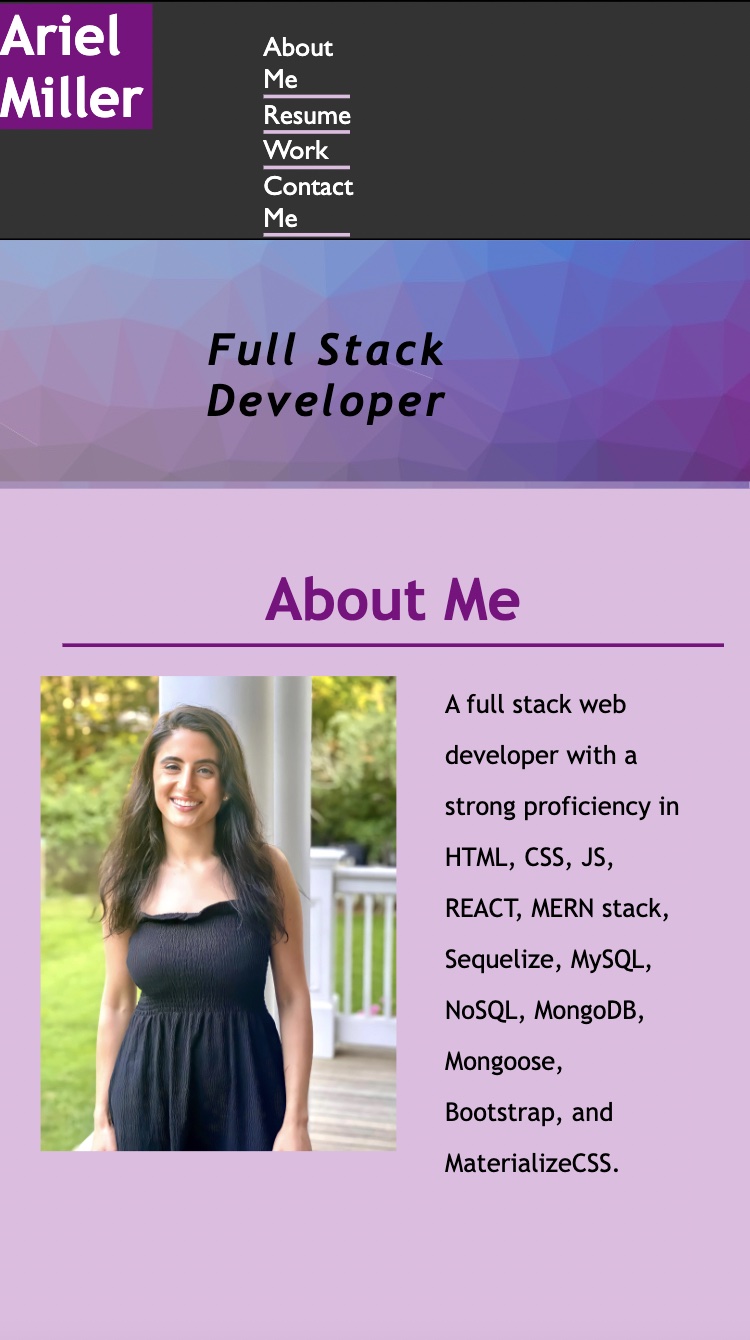 Ariel
Miller
About
Me
Resume
Work
Contact
Me
Full Stack
Developer
About Me
A full stack web
developer with a
strong proficiency in
HTML, CSS, JS,
REACT, MERN stack,
Sequelize, MySQL,
NoSQL, MongoDB,
Mongoose,
Bootstrap, and
MaterializeCSS.